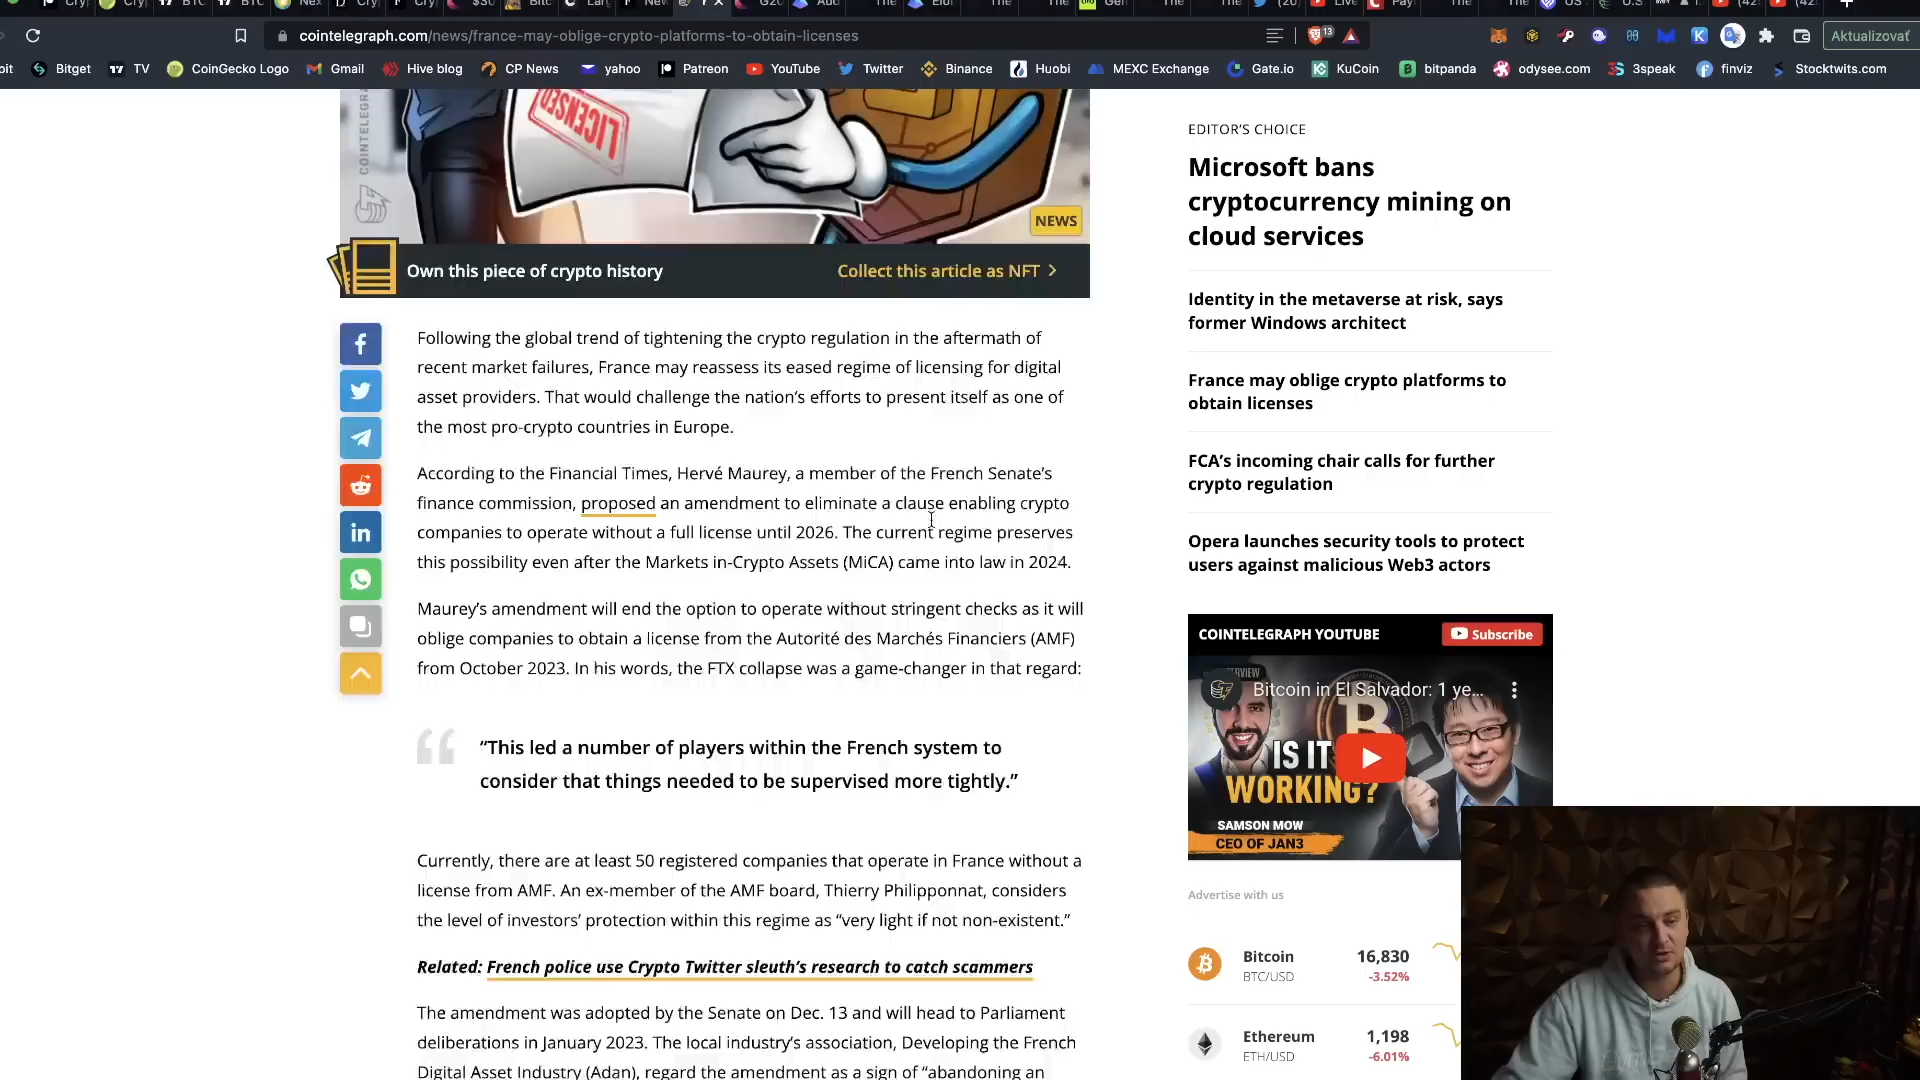 cointelegraph.com/news/france-may-oblige-crypto-platforms-to-obtain-licenses
13
Aktualizovať
Bitget
TV
CoinGecko Logo
Gmail
Hive blog
CP News
yahoo
Patreon
YouTube
Twitter
Binance
Huobi
MEXC Exchange
Gate.io
KuCoin
bitpanda
odysee.com
3speak
finviz
Stocktwits.com
LICENSED
COINTELEGRA
NEWS
Own this piece of crypto history
Collect this article as NFT
Following the global trend of tightening the crypto regulation in the aftermath of
recent market failures, France may reassess its eased regime of licensing for digital
asset providers. That would challenge the nation’s efforts to present itself as one of
the most pro-crypto countries in Europe.
According to the Financial Times, Hervé Maurey, a member of the French Senate’s
finance commission, proposed an amendment to eliminate a clause enabling crypto
companies to operate without a full license until 2026. The current regime preserves
this possibility even after the Markets in-Crypto Assets (MiCA) came into law in 2024.
Maurey’s amendment will end the option to operate without stringent checks as it will
oblige companies to obtain a license from the Autorité des Marchés Financiers (AMF)
from October 2023. In his words, the FTX collapse was a game-changer in that regard:
“This led a number of players within the French system to
consider that things needed to be supervised more tightly.”
Currently, there are at least 50 registered companies that operate in France without a
license from AMF. An ex-member of the AMF board, Thierry Philipponnat, considers
the level of investors’ protection within this regime as “very light if not non-existent.”
Related: French police use Crypto Twitter sleuth’s research to catch scammers
The amendment was adopted by the Senate on Dec. 13 and will head to Parliament
deliberations in January 2023. The local industry’s association, Developing the French
Digital Asset Industry (Adan), regard the amendment as a sign of “abandoning an
EDITOR’S CHOICE
Microsoft bans
cryptocurrency mining on
cloud services
Identity in the metaverse at risk, says
former Windows architect
France may oblige crypto platforms to
obtain licenses
FCA’s incoming chair calls for further
crypto regulation
Opera launches security tools to protect
users against malicious Web3 actors
COINTELEGRAPH YOUTUBE
Subscribe
Bitcoin in El Salvador: 1 ye...
IS IT
WORKING?
SAMSON MOW
CEO OF JAN3
Advertise with us
Bitcoin 16,830
BTC/USD -3.52%
Ethereum 1,198
ETH/USD -6.01%